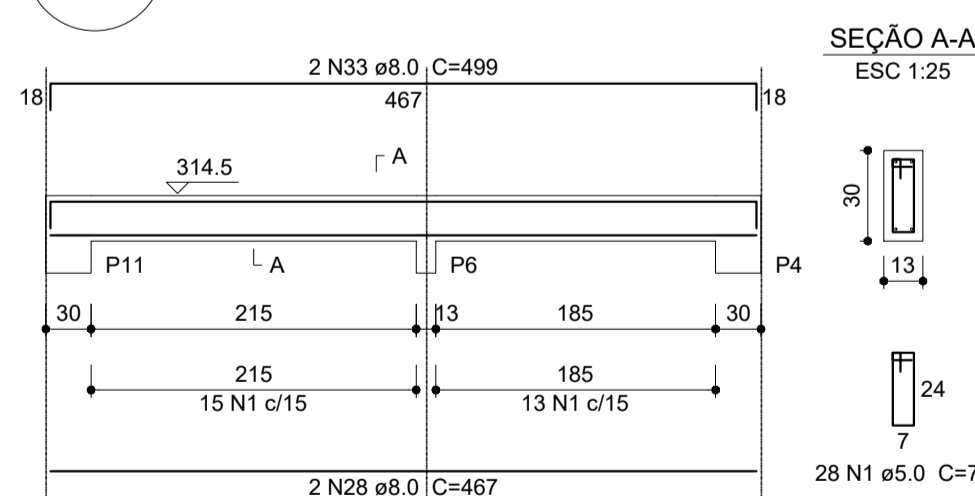 SEÇÃO A-A
ESC 1:25
2 N33 ø8.0 C=499
18
467
18
A
314.5
30
P11
A
P6
P4
13
30
215
13
185
30
215
185
15 N1 c/15
13 N1 c/15
24
7
28 N1 ø5.0 C=7
2 N28 ø8.0 C=467